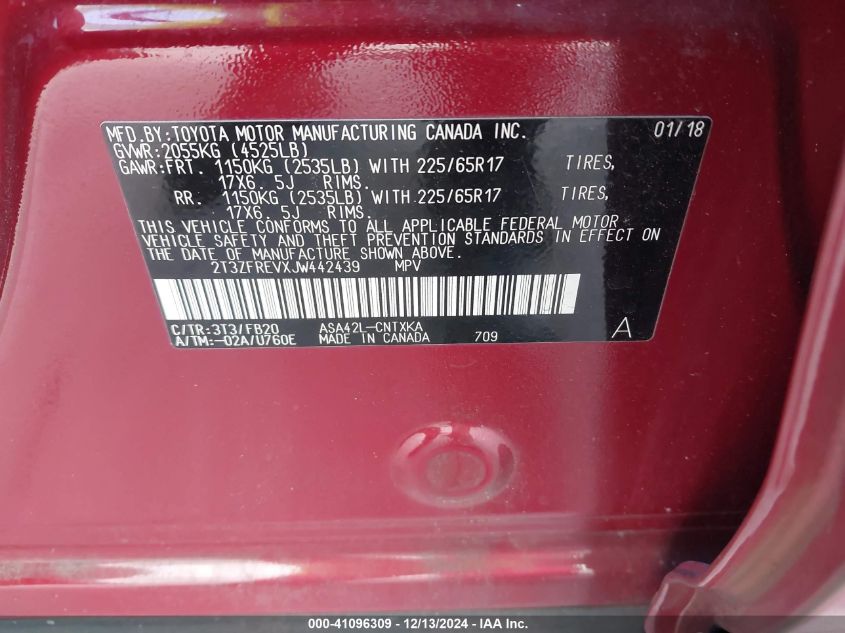 MFD.BY:TOYOTA MOTOR MANUFACTURING CANADA INC. 01/18
GVWR:2055KG (4525LB)
GAWR:FRT. 1150KG (2535LB) WITH 225/65R17 TIRES,
17X6.5J RIMS.
RR. 1150KG (2535LB) WITH 225/65R17 TIRES,
17X6.5J RIMS.
THIS VEHICLE CONFORMS TO ALL APPLICABLE FEDERAL MOTOR
VEHICLE SAFETY AND THEFT PREVENTION STANDARDS IN EFFECT ON
THE DATE OF MANUFACTURE SHOWN ABOVE.
2T3ZFREVXJW442439 MPV
C/TR:3T3/FB20 ASA42L-CNTXKA
A/TM:-02A/U760E MADE IN CANADA 709 A
000-41096309 - 12/13/2024 - IAA Inc.